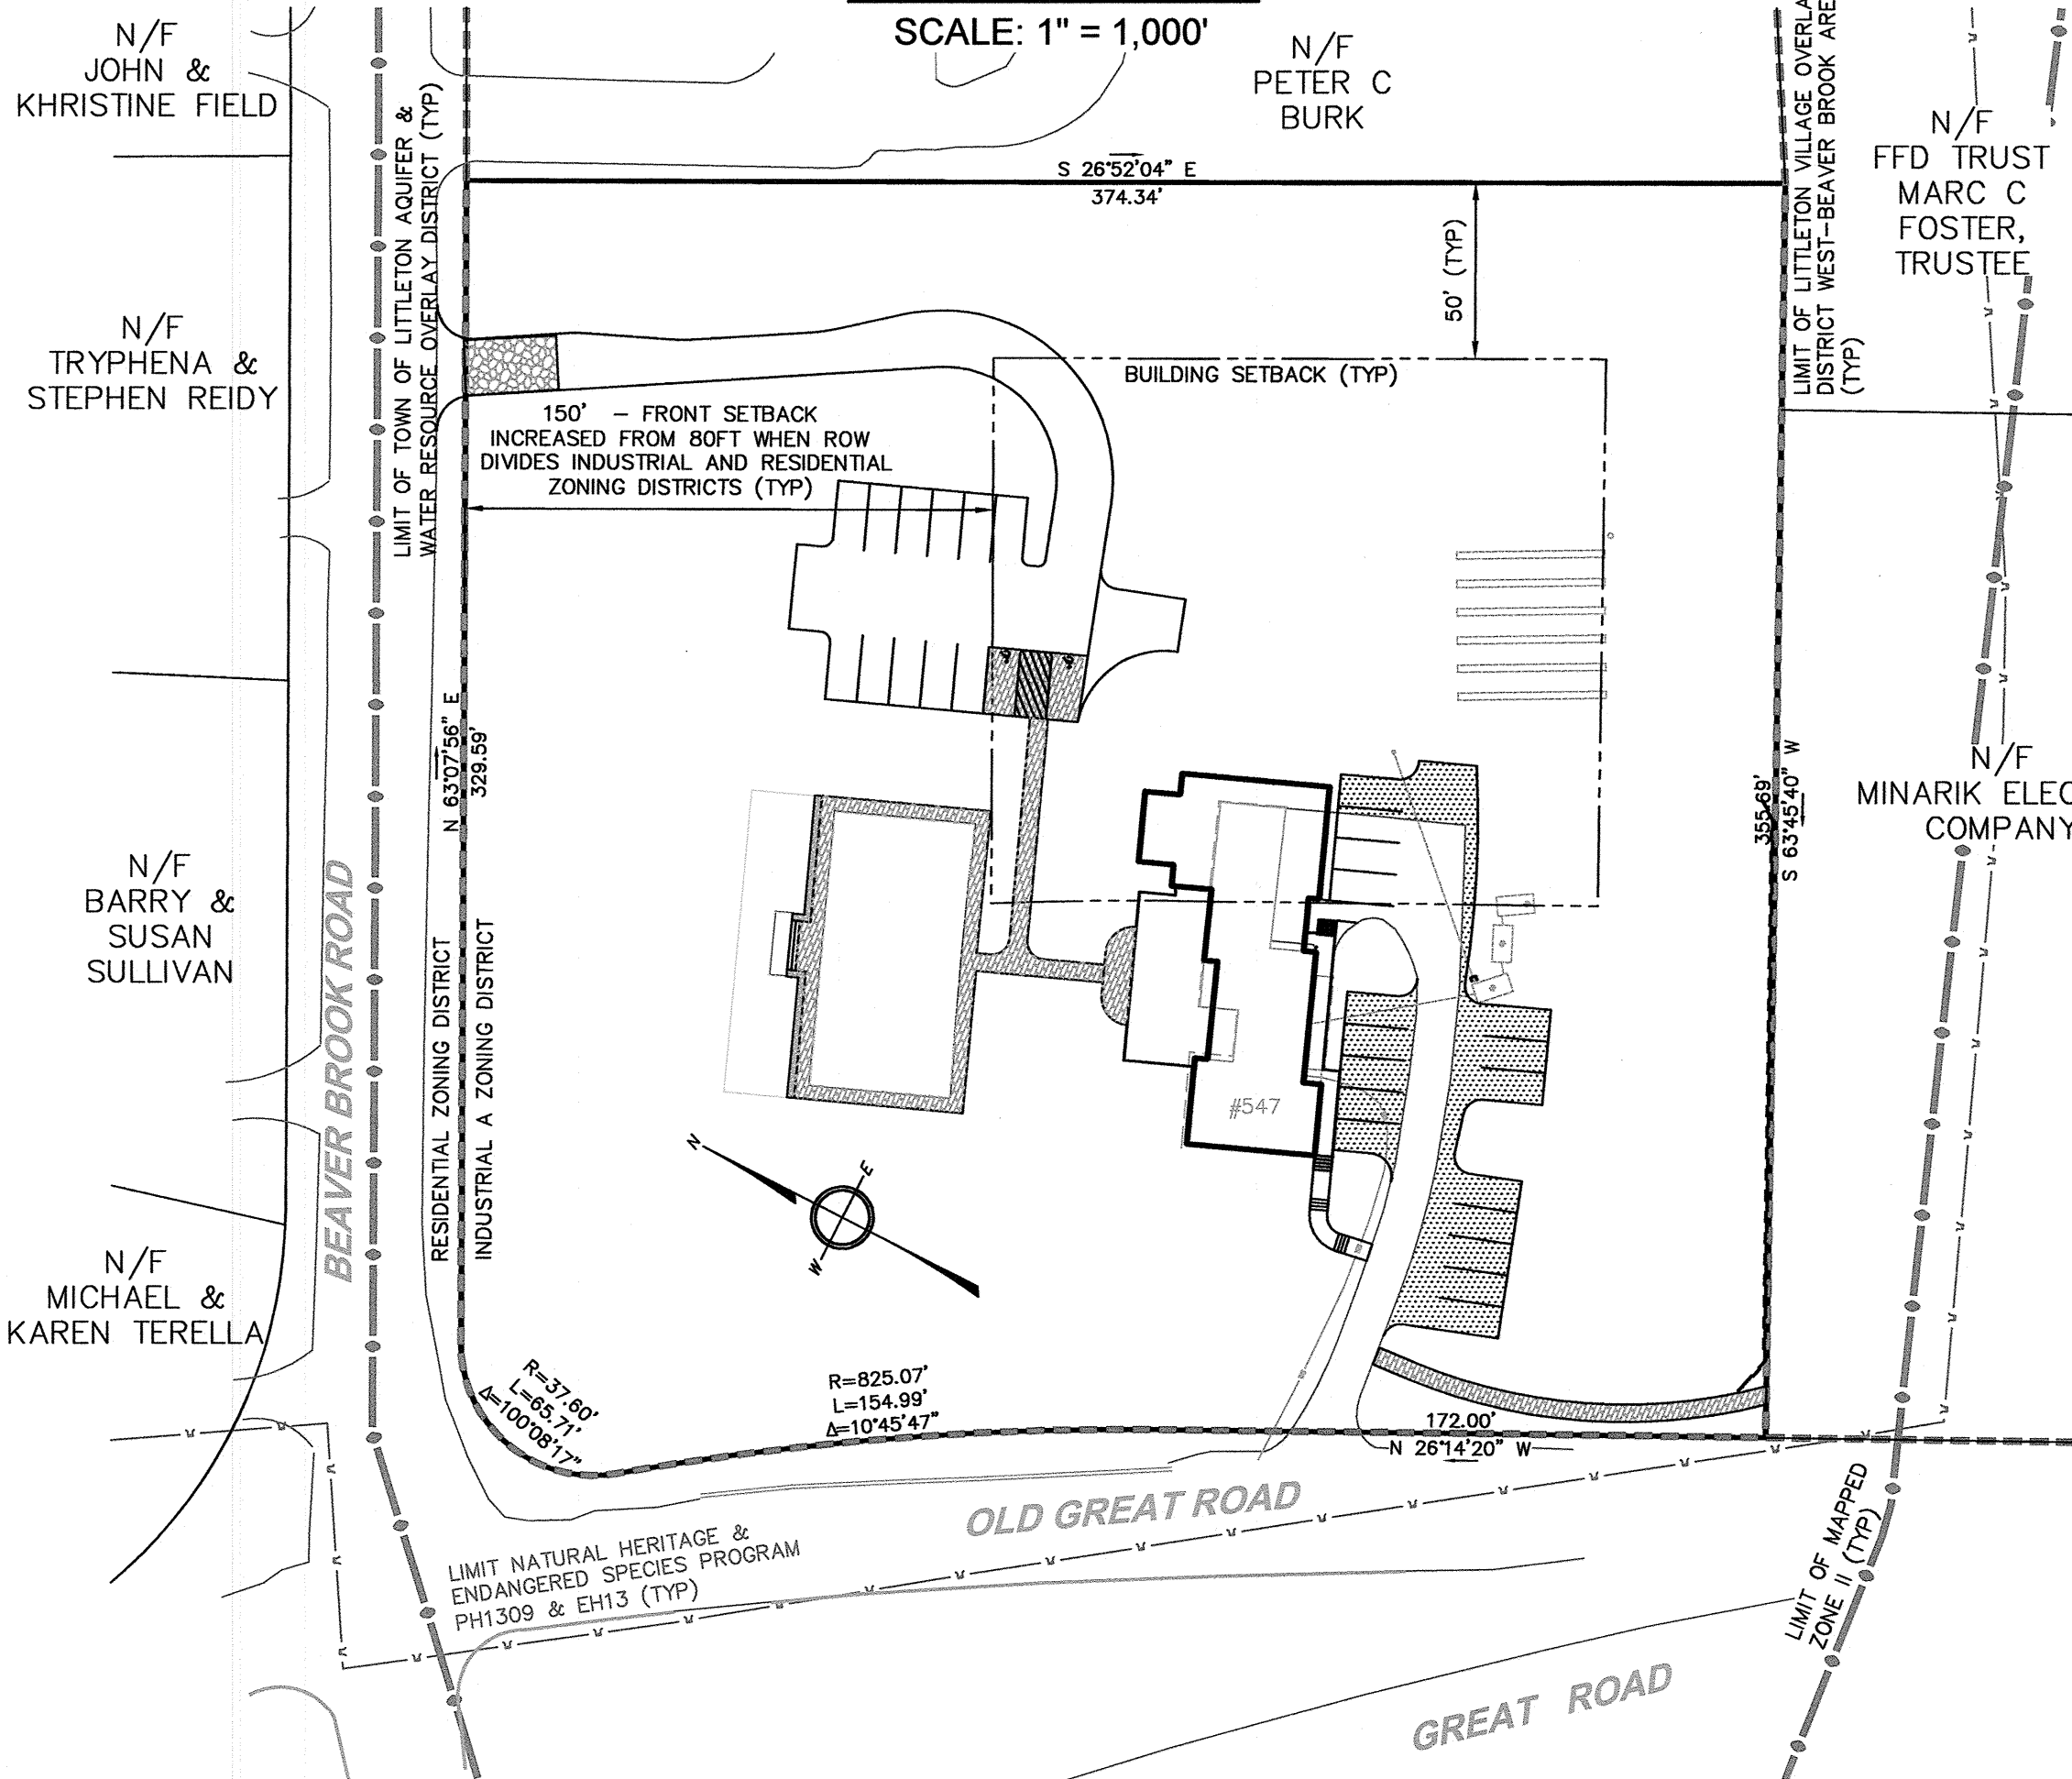 SCALE: 1" = 1,000'
N/F
JOHN &
KHRISTINE FIELD
N/F
PETER C
BURK
N/F
FFD TRUST
MARC C
FOSTER,
TRUSTEE
LIMIT OF TOWN OF LITTLETON AQUIFER &
WATER RESOURCE OVERLAY DISTRICT (TYP)
LIMIT OF LITTLETON VILLAGE
DISTRICT WEST-BEAVER BROOK
(TYP)
S 26°52'04" E
374.34'
50' (TYP)
BUILDING SETBACK (TYP)
N/F
TRYPHENA &
STEPHEN REIDY
150' - FRONT SETBACK
INCREASED FROM 80FT WHEN ROW
DIVIDES INDUSTRIAL AND RESIDENTIAL
ZONING DISTRICTS (TYP)
N 63°07'56" E
329.59'
355.69'
S 63°45'40" W
N/F
MINARIK
COMPANY
N/F
BARRY &
SUSAN
SULLIVAN
BEAVER BROOK ROAD
RESIDENTIAL ZONING DISTRICT
INDUSTRIAL A ZONING DISTRICT
#547
N
E
W
N/F
MICHAEL &
KAREN TERELLA
R=37.60'
L=65.71'
Δ=100°08'17"
R=825.07'
L=154.99'
Δ=10°45'47"
172.00'
N 26°14'20" W
OLD GREAT ROAD
LIMIT NATURAL HERITAGE &
ENDANGERED SPECIES PROGRAM
PH1309 & EH13 (TYP)
LIMIT OF MAPPED
ZONE II (TYP)
GREAT ROAD